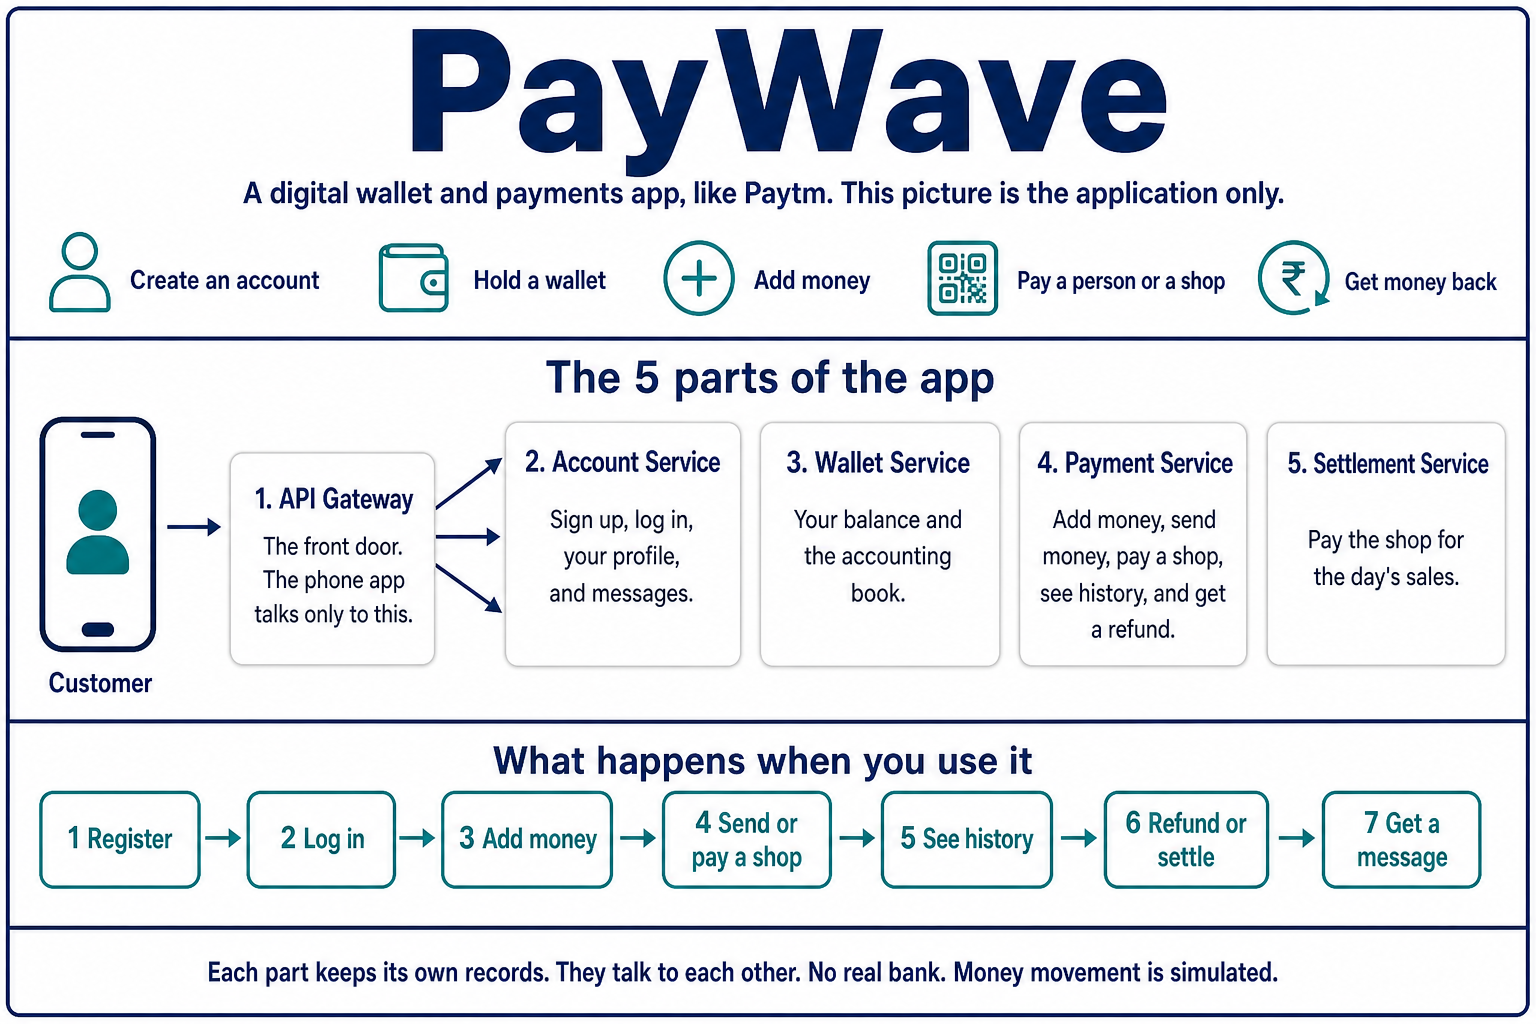 PayWave
A digital wallet and payments app, like Paytm. This picture is the application only.
Create an account
Hold a wallet
Add money
Pay a person or a shop
₹
Get money back
The 5 parts of the app
Customer
1. API Gateway
The front door.
The phone app
talks only to this.
2. Account Service
Sign up, log in,
your profile,
and messages.
3. Wallet Service
Your balance and
the accounting
book.
4. Payment Service
Add money, send
money, pay a shop,
see history, and get
a refund.
5. Settlement Service
Pay the shop for
the day's sales.
What happens when you use it
1 Register
2 Log in
3 Add money
4 Send or
pay a shop
5 See history
6 Refund or
settle
7 Get a
message
Each part keeps its own records. They talk to each other. No real bank. Money movement is simulated.